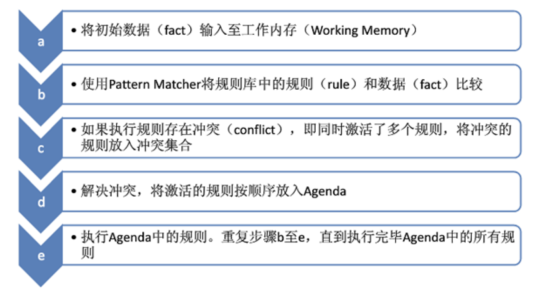 a
• 将初始数据（fact）输入至工作内存（Working Memory）
b
• 使用Pattern Matcher将规则库中的规则（rule）和数据（fact）比较
c
• 如果执行规则存在冲突（conflict），即同时激活了多个规则，将冲突的
规则放入冲突集合
d
• 解决冲突，将激活的规则按顺序放入Agenda
e
• 执行Agenda中的规则。重复步骤b至e，直到执行完毕Agenda中的所有规
则